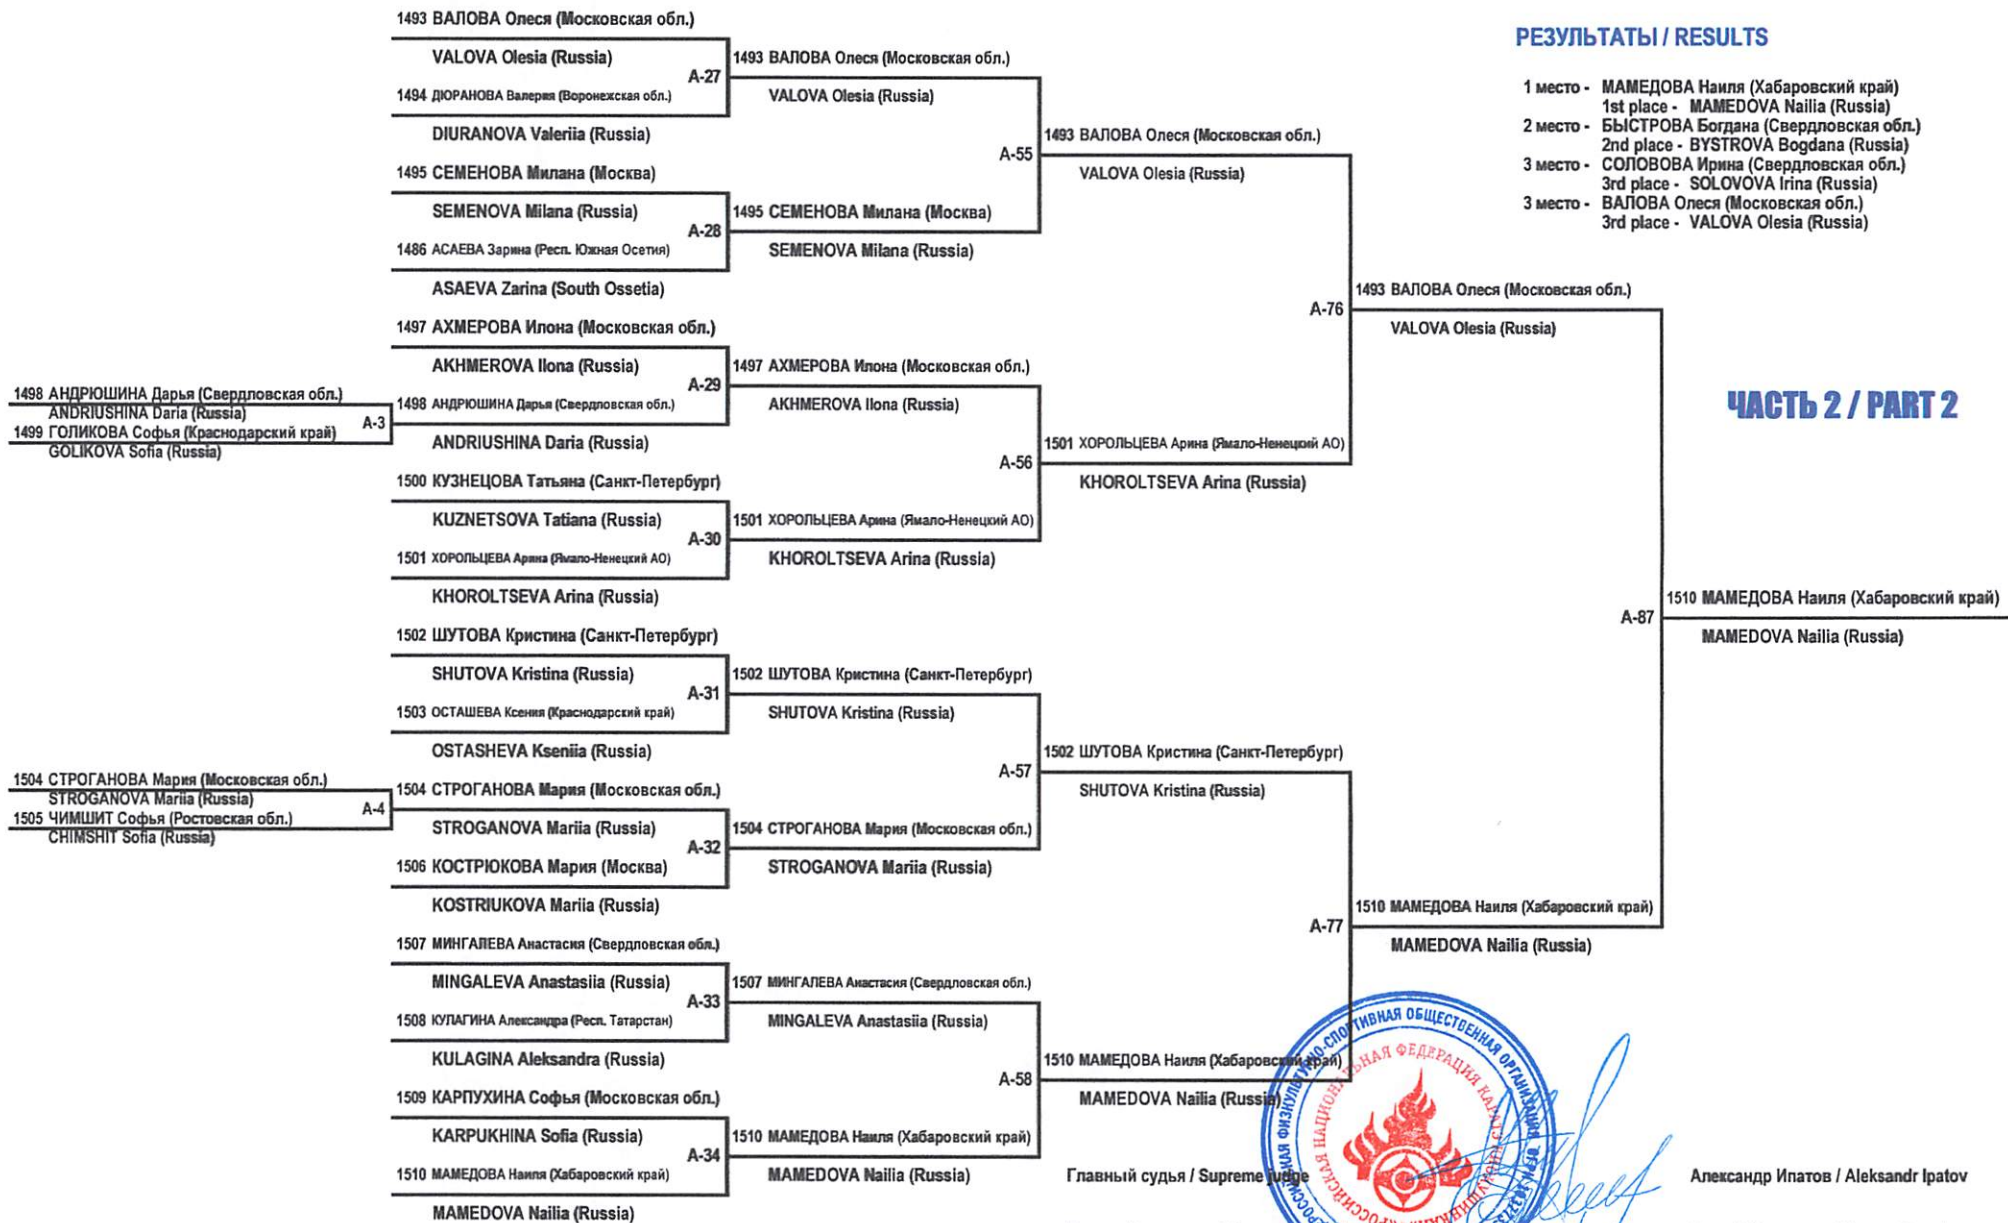 РЕЗУЛЬТАТЫ / RESULTS
1 место - МАМЕДОВА Наиля (Хабаровский край)
1st place - MAMEDOVA Nailia (Russia)
2 место - БЫСТРОВА Богдана (Свердловская обл.)
2nd place - BYSTROVA Bogdana (Russia)
3 место - СОЛОВОВА Ирина (Свердловская обл.)
3rd place - SOLOVOVA Irina (Russia)
3 место - ВАЛОВА Олеся (Московская обл.)
3rd place - VALOVA Olesia (Russia)
ЧАСТЬ 2 / PART 2
1498 АНДРЮШИНА Дарья (Свердловская обл.)
ANDRIUSHINA Daria (Russia)
A-3
1499 ГОЛИКОВА Софья (Краснодарский край)
GOLIKOVA Sofia (Russia)
1504 СТРОГАНОВА Мария (Московская обл.)
STROGANOVA Mariia (Russia)
A-4
1505 ЧИМШИТ Софья (Ростовская обл.)
CHIMSHIT Sofia (Russia)
1493 ВАЛОВА Олеся (Московская обл.)
VALOVA Olesia (Russia)
A-27
1494 ДЮРАНОВА Валерия (Воронежская обл.)
DIURANOVA Valeriia (Russia)
1495 СЕМЕНОВА Милана (Москва)
SEMENOVA Milana (Russia)
A-28
1486 АСАЕВА Зарина (Респ. Южная Осетия)
ASAEVA Zarina (South Ossetia)
1497 АХМЕРОВА Илона (Московская обл.)
AKHMEROVA Ilona (Russia)
A-29
1498 АНДРЮШИНА Дарья (Свердловская обл.)
ANDRIUSHINA Daria (Russia)
1500 КУЗНЕЦОВА Татьяна (Санкт-Петербург)
KUZNETSOVA Tatiana (Russia)
A-30
1501 ХОРОЛЬЦЕВА Арина (Ямало-Ненецкий АО)
KHOROLTSEVA Arina (Russia)
1502 ШУТОВА Кристина (Санкт-Петербург)
SHUTOVA Kristina (Russia)
A-31
1503 ОСТАШЕВА Ксения (Краснодарский край)
OSTASHEVA Kseniia (Russia)
1504 СТРОГАНОВА Мария (Московская обл.)
STROGANOVA Mariia (Russia)
A-32
1506 КОСТРЮКОВА Мария (Москва)
KOSTRIUKOVA Mariia (Russia)
1507 МИНГАЛЕВА Анастасия (Свердловская обл.)
MINGALEVA Anastasiia (Russia)
A-33
1508 КУЛАГИНА Александра (Респ. Татарстан)
KULAGINA Aleksandra (Russia)
1509 КАРПУХИНА Софья (Московская обл.)
KARPUKHINA Sofia (Russia)
A-34
1510 МАМЕДОВА Наиля (Хабаровский край)
MAMEDOVA Nailia (Russia)
1493 ВАЛОВА Олеся (Московская обл.)
VALOVA Olesia (Russia)
A-55
1495 СЕМЕНОВА Милана (Москва)
SEMENOVA Milana (Russia)
1497 АХМЕРОВА Илона (Московская обл.)
AKHMEROVA Ilona (Russia)
A-56
1501 ХОРОЛЬЦЕВА Арина (Ямало-Ненецкий АО)
KHOROLTSEVA Arina (Russia)
1502 ШУТОВА Кристина (Санкт-Петербург)
SHUTOVA Kristina (Russia)
A-57
1504 СТРОГАНОВА Мария (Московская обл.)
STROGANOVA Mariia (Russia)
1507 МИНГАЛЕВА Анастасия (Свердловская обл.)
MINGALEVA Anastasiia (Russia)
A-58
1510 МАМЕДОВА Наиля (Хабаровский край)
MAMEDOVA Nailia (Russia)
1493 ВАЛОВА Олеся (Московская обл.)
VALOVA Olesia (Russia)
A-76
1501 ХОРОЛЬЦЕВА Арина (Ямало-Ненецкий АО)
KHOROLTSEVA Arina (Russia)
1502 ШУТОВА Кристина (Санкт-Петербург)
SHUTOVA Kristina (Russia)
A-77
1510 МАМЕДОВА Наиля (Хабаровский край)
MAMEDOVA Nailia (Russia)
1493 ВАЛОВА Олеся (Московская обл.)
VALOVA Olesia (Russia)
A-87
1510 МАМЕДОВА Наиля (Хабаровский край)
MAMEDOVA Nailia (Russia)
1510 МАМЕДОВА Наиля (Хабаровский край)
MAMEDOVA Nailia (Russia)
Главный судья / Supreme judge
Александр Ипатов / Aleksandr Ipatov
ФИЗКУЛЬТУРНО-СПОРТИВНАЯ ОБЩЕСТВЕННАЯ ОРГАНИЗАЦИЯ
РОССИЙСКАЯ НАЦИОНАЛЬНАЯ ФЕДЕРАЦИЯ КАРАТЭ